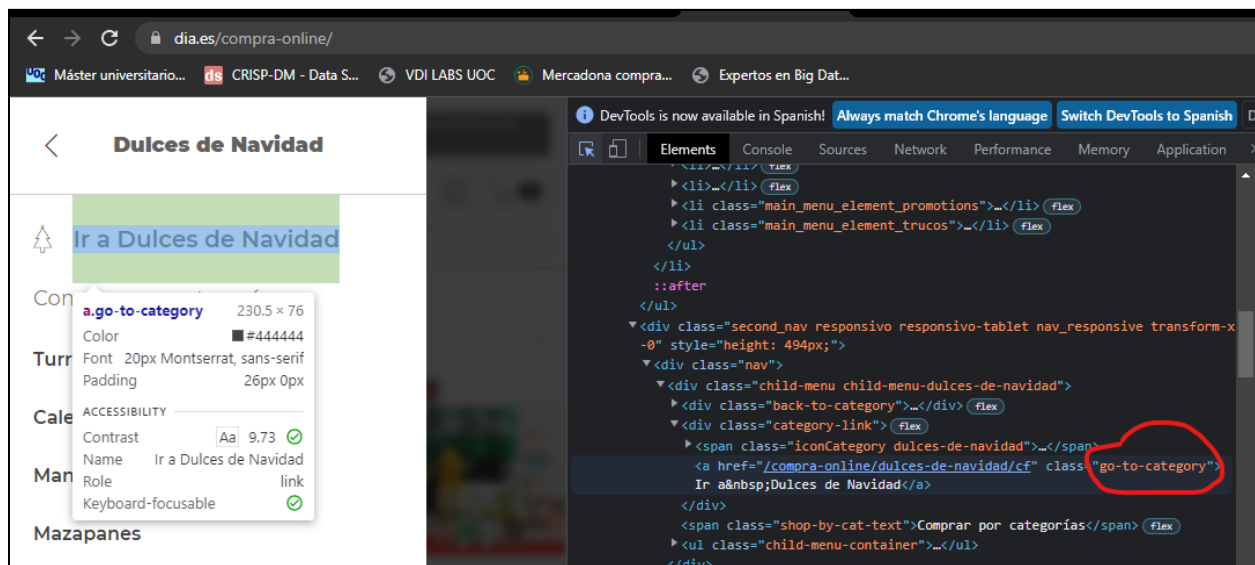 dia.es/compra-online/
UOC Máster universitario... ds CRISP-DM - Data S... VDI LABS UOC Mercadona compra... Expertos en Big Dat...
DevTools is now available in Spanish! Always match Chrome's language Switch DevTools to Spanish D
Elements Console Sources Network Performance Memory Application
Dulces de Navidad
Ir a Dulces de Navidad
Con
a.go-to-category 230.5 × 76
Color #444444
Font 20px Montserrat, sans-serif
Padding 26px 0px
ACCESSIBILITY
Contrast Aa 9.73
Name Ir a Dulces de Navidad
Role link
Keyboard-focusable
Turr
Cale
Man
Mazapanes
<li>…</li> flex
<li>…</li> flex
<li class="main_menu_element_promotions">…</li> flex
<li class="main_menu_element_trucos">…</li> flex
</ul>
</li>
::after
</ul>
<div class="second_nav responsivo responsivo-tablet nav_responsive transform-x
-0" style="height: 494px;">
<div class="nav">
<div class="child-menu child-menu-dulces-de-navidad">
<div class="back-to-category">…</div> flex
<div class="category-link"> flex
<span class="iconCategory dulces-de-navidad">…</span>
<a href="/compra-online/dulces-de-navidad/cf" class="go-to-category">
Ir a&nbsp;Dulces de Navidad</a>
</div>
<span class="shop-by-cat-text">Comprar por categorías</span> flex
<ul class="child-menu-container">…</ul>
</div>